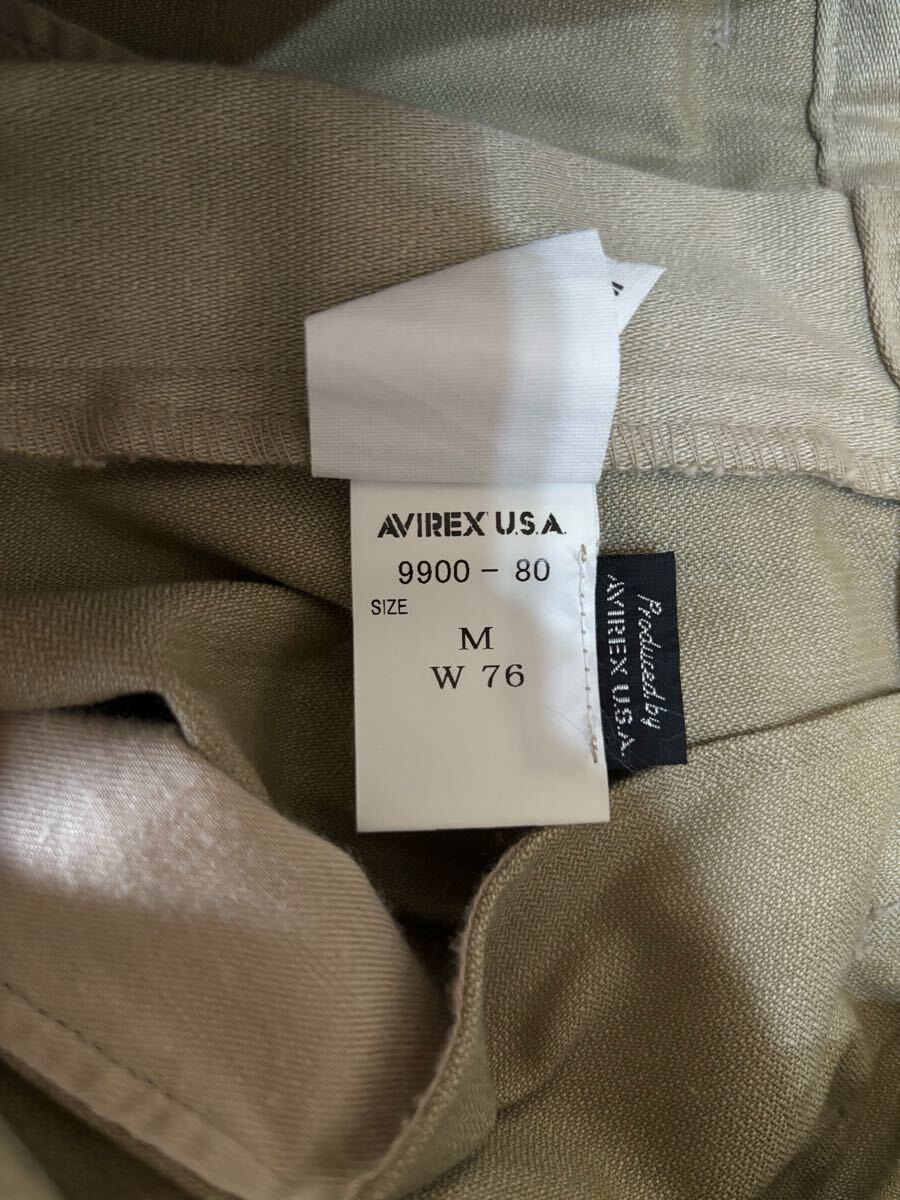 AVIREX U.S.A.
9900 - 80
SIZE
M
W 76
Produced by
AVIREX U.S.A.